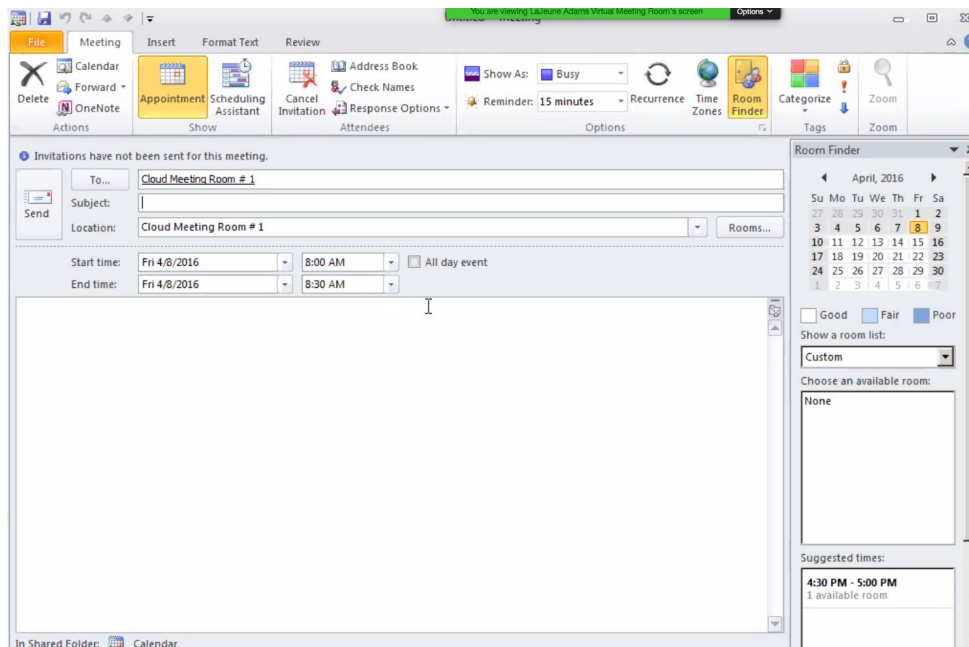 You are viewing LaJeune Adams Virtual Meeting Room's screen Options
Untitled - Meeting
File Meeting Insert Format Text Review
Delete
Calendar
Forward
OneNote
Actions
Appointment
Scheduling Assistant
Show
Cancel Invitation
Address Book
Check Names
Response Options
Attendees
Show As: Busy
Reminder: 15 minutes
Recurrence
Time Zones
Room Finder
Options
Categorize
Tags
Zoom
Zoom
Invitations have not been sent for this meeting.
Send
To... Cloud Meeting Room # 1
Subject:
Location: Cloud Meeting Room # 1 Rooms...
Start time: Fri 4/8/2016 8:00 AM All day event
End time: Fri 4/8/2016 8:30 AM
Room Finder
April, 2016
Su Mo Tu We Th Fr Sa
27 28 29 30 31 1 2
3 4 5 6 7 8 9
10 11 12 13 14 15 16
17 18 19 20 21 22 23
24 25 26 27 28 29 30
1 2 3 4 5 6 7
Good Fair Poor
Show a room list:
Custom
Choose an available room:
None
Suggested times:
4:30 PM - 5:00 PM
1 available room
In Shared Folder: Calendar